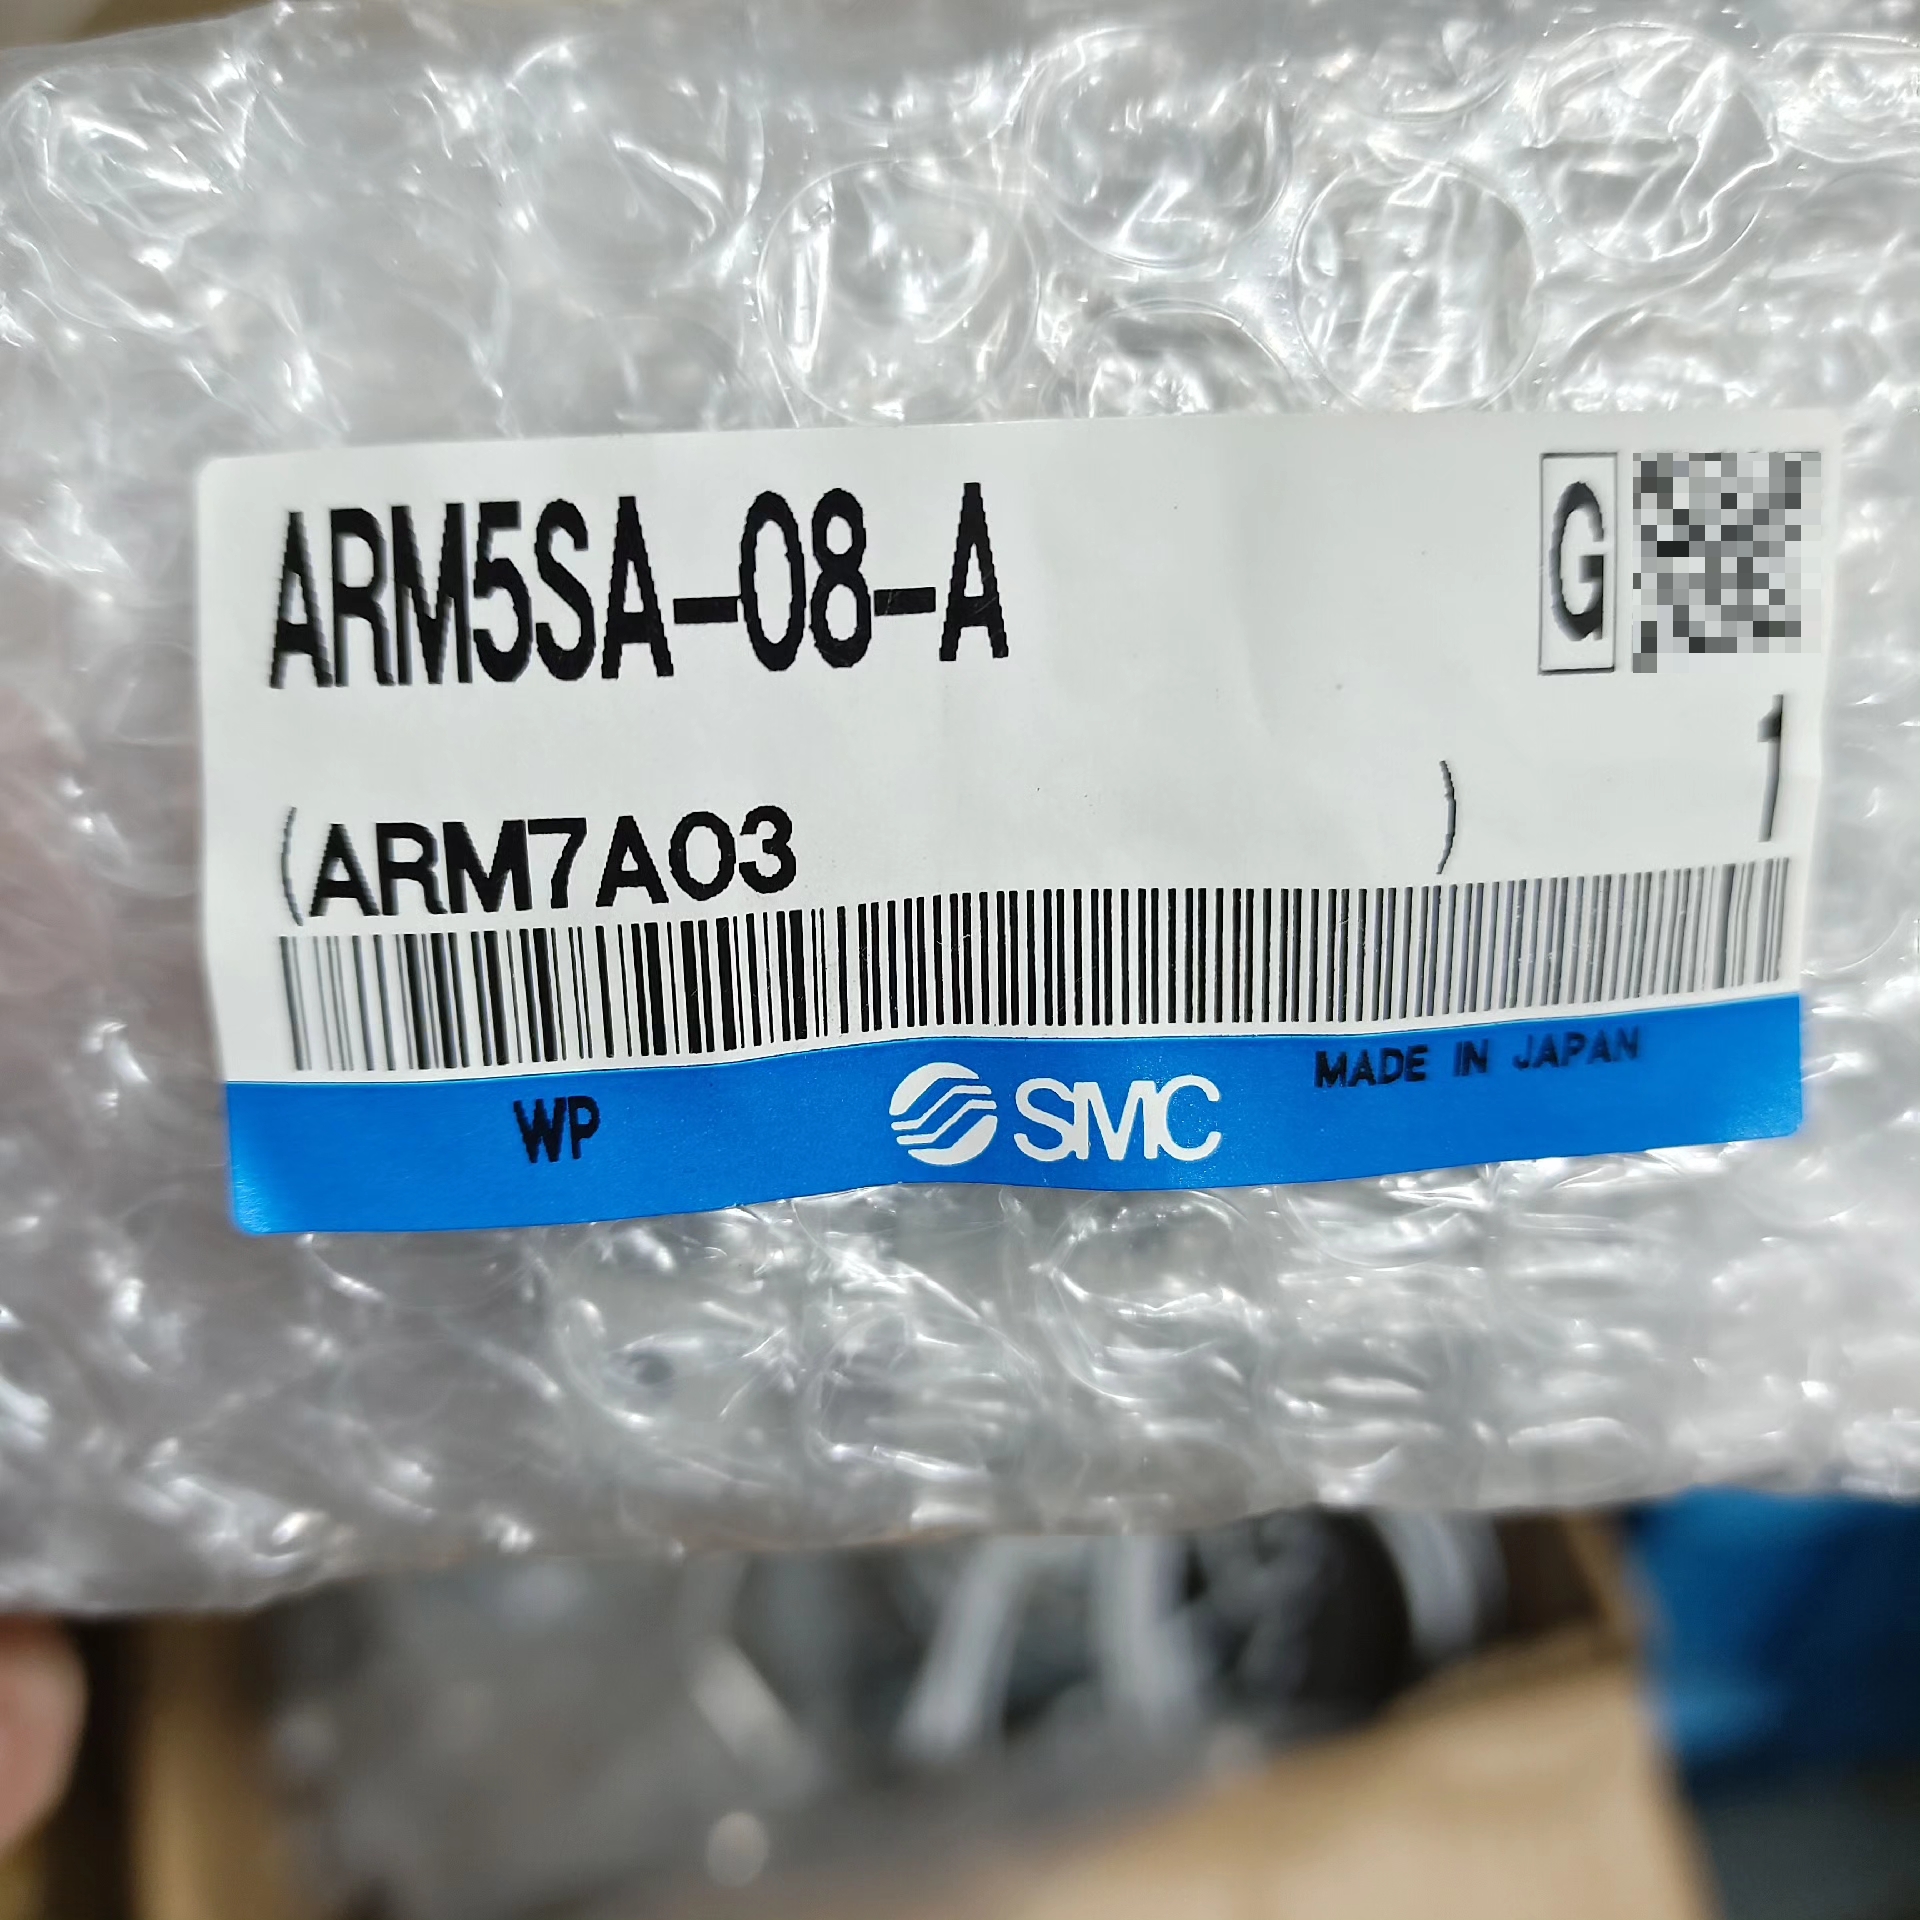 ARM5SA-08-A G
1
(ARM7A03 )
WP SMC MADE IN JAPAN